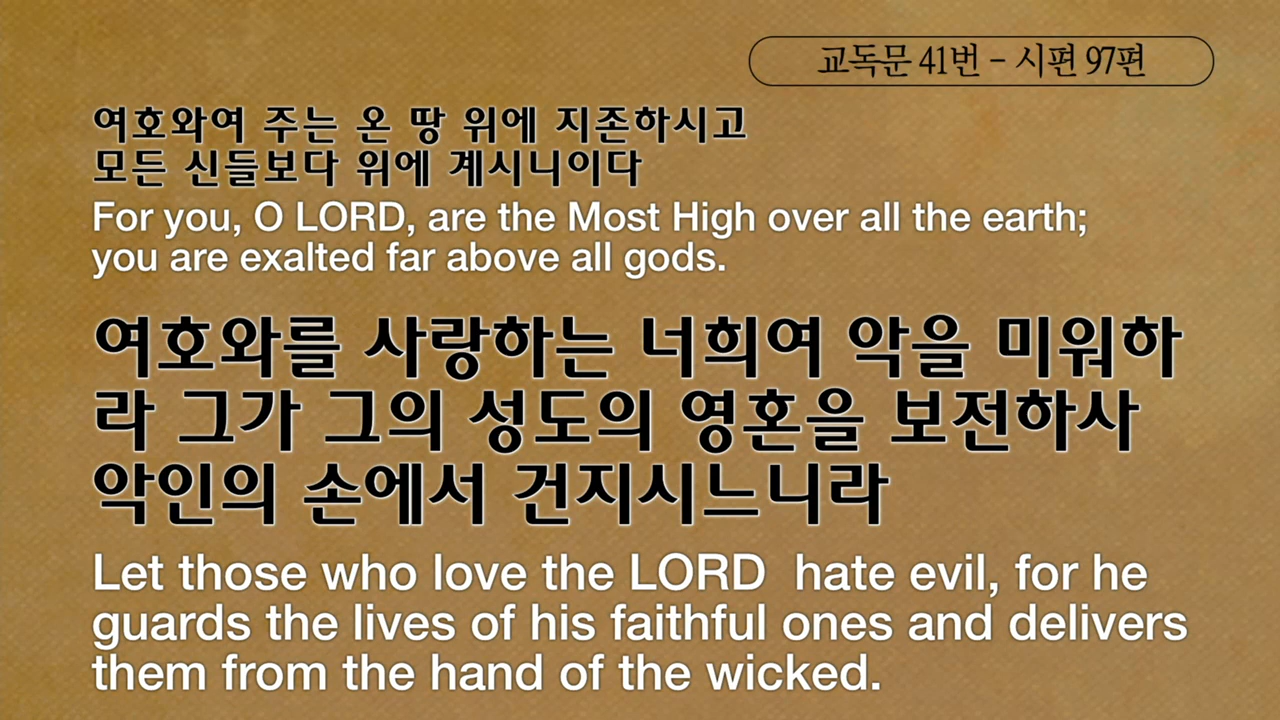 교독문 41번 - 시편 97편
여호와여 주는 온 땅 위에 지존하시고
모든 신들보다 위에 계시니이다
For you, O LORD, are the Most High over all the earth;
you are exalted far above all gods.
여호와를 사랑하는 너희여 악을 미워하
라 그가 그의 성도의 영혼을 보전하사
악인의 손에서 건지시느니라
Let those who love the LORD  hate evil, for he
guards the lives of his faithful ones and delivers
them from the hand of the wicked.